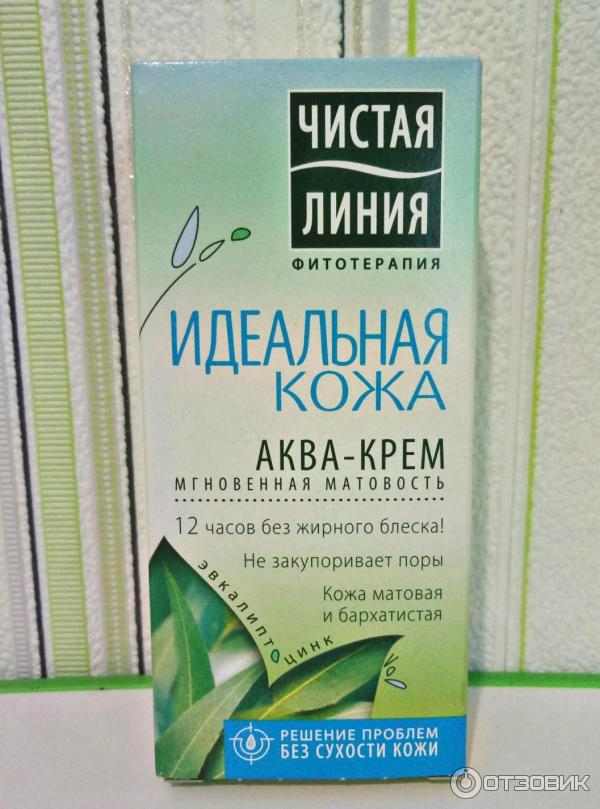 ЧИСТАЯ
ЛИНИЯ
ФИТОТЕРАПИЯ
ИДЕАЛЬНАЯ
КОЖА
АКВА-КРЕМ
МГНОВЕННАЯ МАТОВОСТЬ
12 часов без жирного блеска!
Не закупоривает поры
Кожа матовая
и бархатистая
эвкалипт
цинк
РЕШЕНИЕ ПРОБЛЕМ
БЕЗ СУХОСТИ КОЖИ
ОТЗОВИК